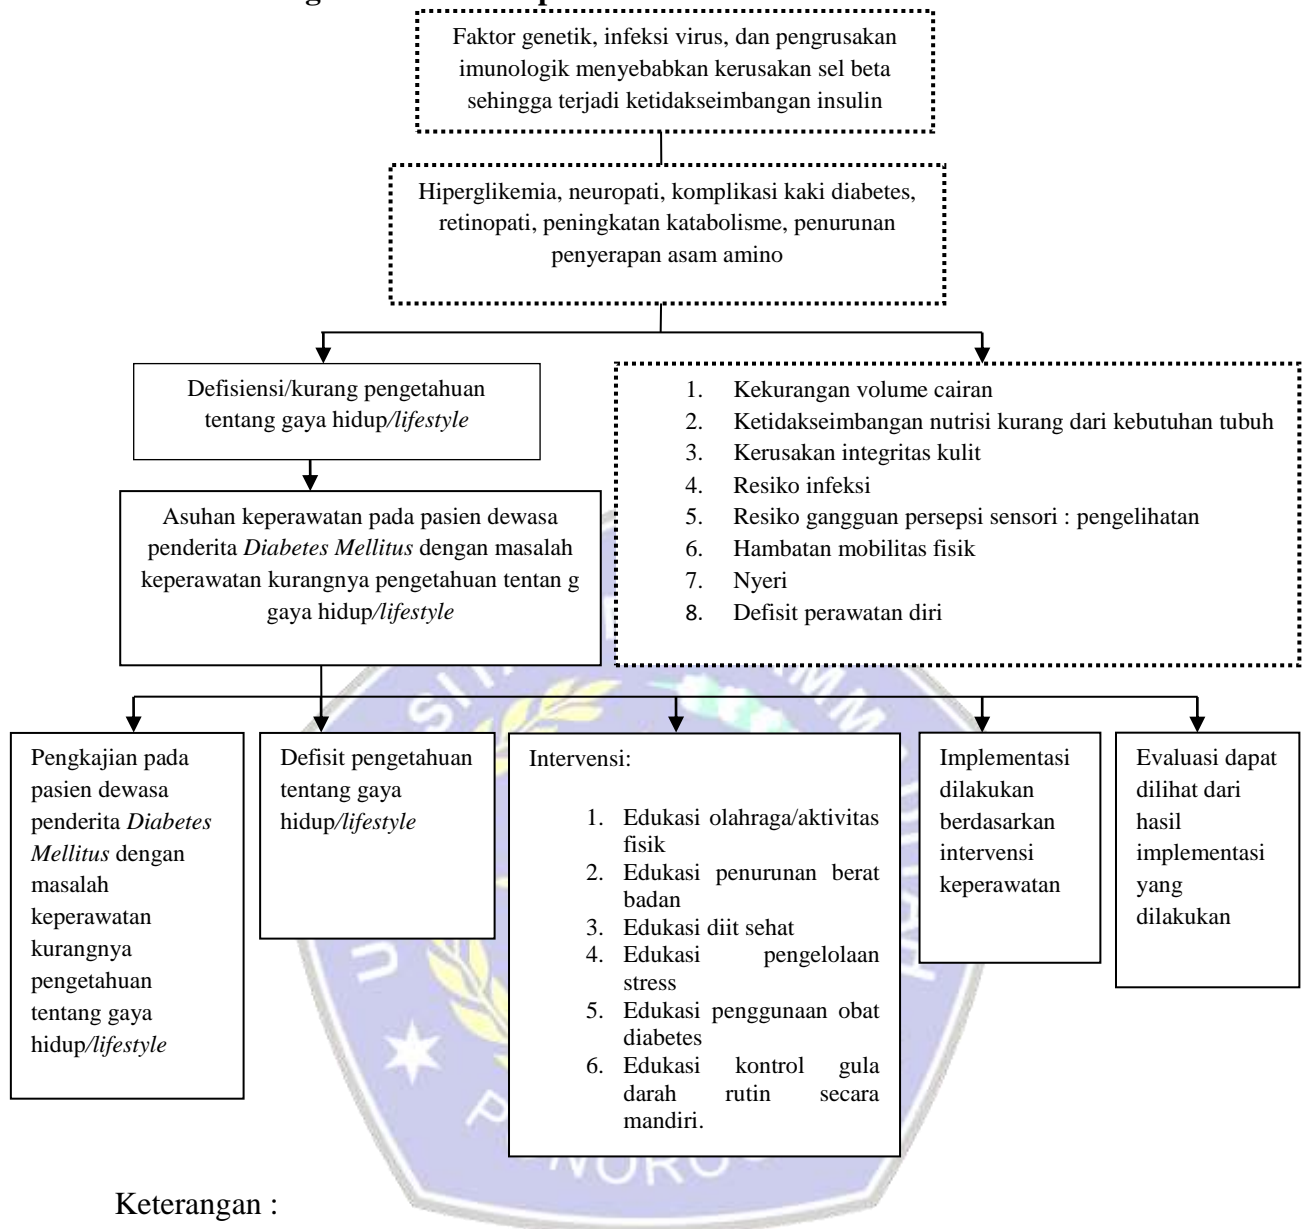 Faktor genetik, infeksi virus, dan pengrusakan
imunologik menyebabkan kerusakan sel beta
sehingga terjadi ketidakseimbangan insulin
Hiperglikemia, neuropati, komplikasi kaki diabetes,
retinopati, peningkatan katabolisme, penurunan
penyerapan asam amino
Defisiensi/kurang pengetahuan
tentang gaya hidup/lifestyle
1. Kekurangan volume cairan
2. Ketidakseimbangan nutrisi kurang dari kebutuhan tubuh
3. Kerusakan integritas kulit
4. Resiko infeksi
5. Resiko gangguan persepsi sensori : pengelihatan
6. Hambatan mobilitas fisik
7. Nyeri
8. Defisit perawatan diri
Asuhan keperawatan pada pasien dewasa
penderita Diabetes Mellitus dengan masalah
keperawatan kurangnya pengetahuan tentan g
gaya hidup/lifestyle
Pengkajian pada
pasien dewasa
penderita Diabetes
Mellitus dengan
masalah
keperawatan
kurangnya
pengetahuan
tentang gaya
hidup/lifestyle
Defisit pengetahuan
tentang gaya
hidup/lifestyle
Intervensi:
1. Edukasi olahraga/aktivitas
fisik
2. Edukasi penurunan berat
badan
3. Edukasi diit sehat
4. Edukasi pengelolaan
stress
5. Edukasi penggunaan obat
diabetes
6. Edukasi kontrol gula
darah rutin secara
mandiri.
Implementasi
dilakukan
berdasarkan
intervensi
keperawatan
Evaluasi dapat
dilihat dari
hasil
implementasi
yang
dilakukan
Keterangan :